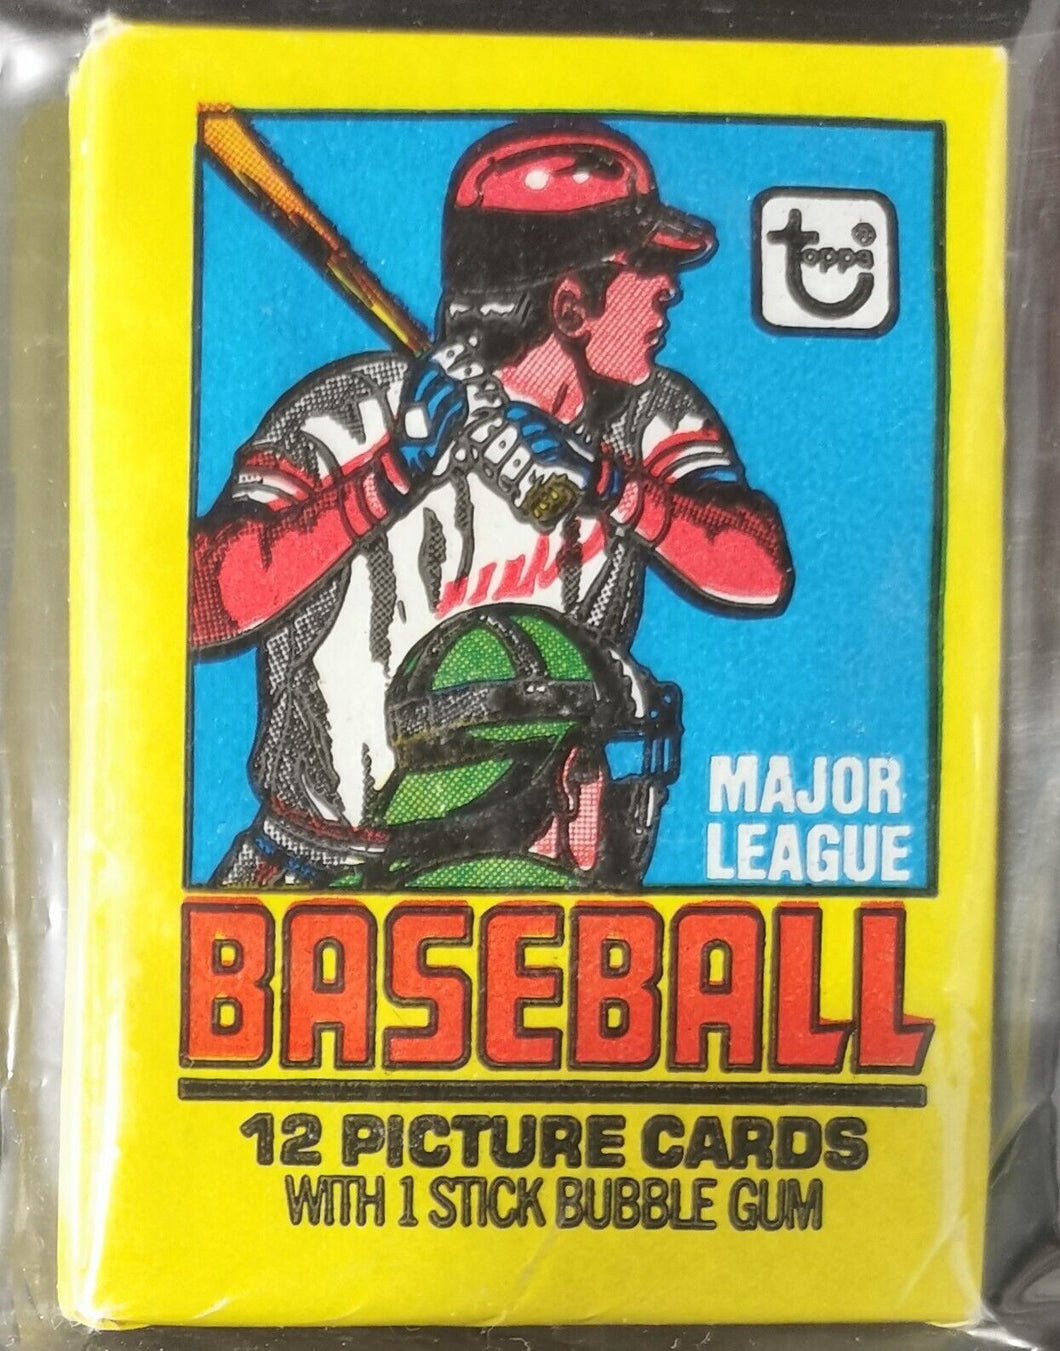 topps®
MAJOR
LEAGUE
BASEBALL
12 PICTURE CARDS
WITH 1 STICK BUBBLE GUM